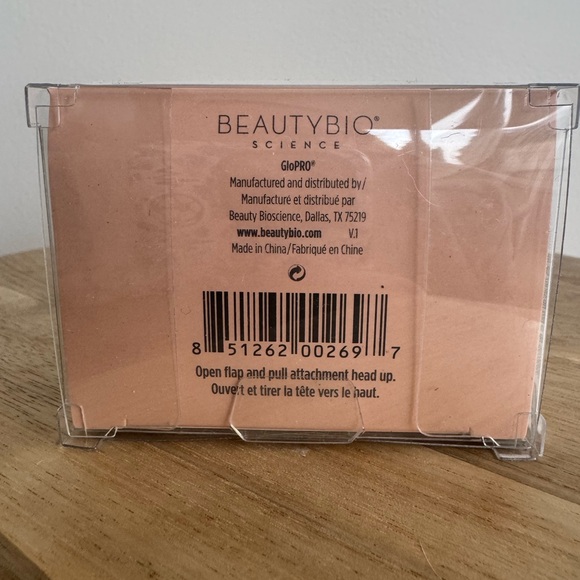 BEAUTYBIO®
SCIENCE
GloPRO®
Manufactured and distributed by/
Manufacturé et distribué par
Beauty Bioscience, Dallas, TX 75219
www.beautybio.com V.1
Made in China/Fabriqué en Chine
8 51262 00269 7
Open flap and pull attachment head up.
Ouvert et tirer la tête vers le haut.